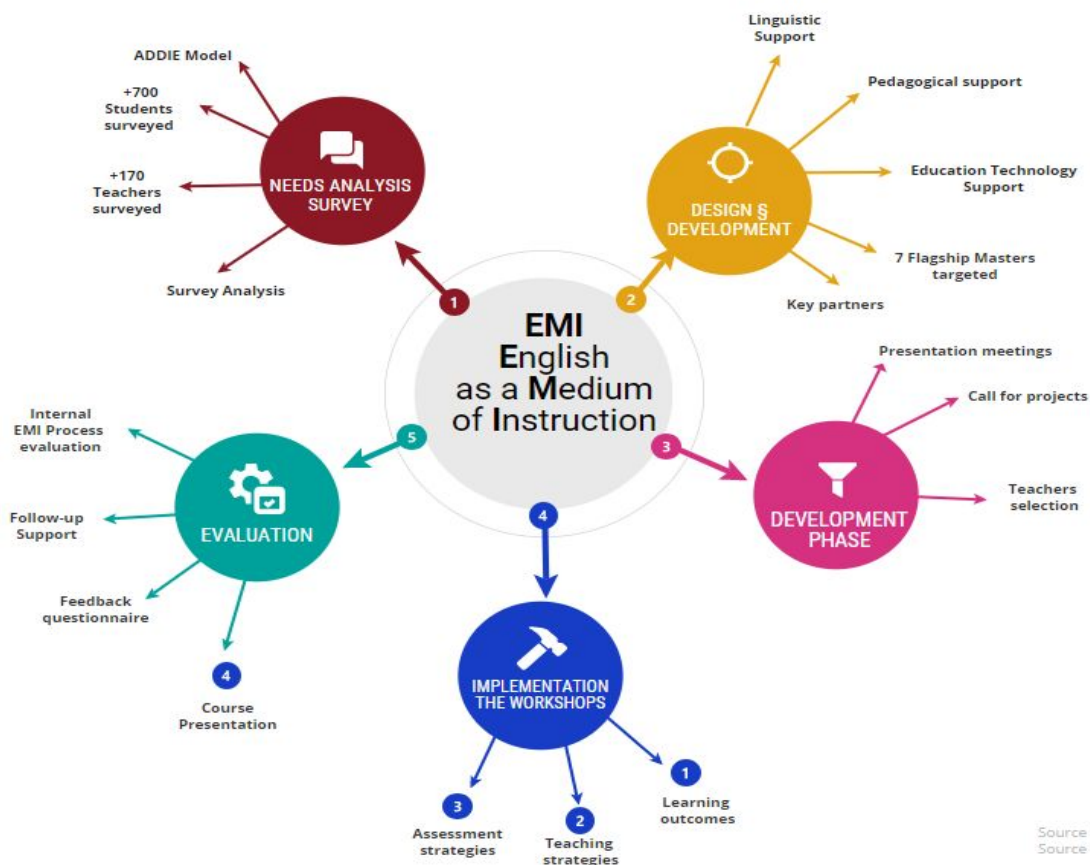 EMI
English
as a Medium
of Instruction
1
NEEDS ANALYSIS
SURVEY
ADDIE Model
+700
Students
surveyed
+170
Teachers
surveyed
Survey Analysis
2
DESIGN §
DEVELOPMENT
Linguistic
Support
Pedagogical support
Education Technology
Support
7 Flagship Masters
targeted
Key partners
3
DEVELOPMENT
PHASE
Presentation meetings
Call for projects
Teachers
selection
4
IMPLEMENTATION
THE WORKSHOPS
1
Learning
outcomes
2
Teaching
strategies
3
Assessment
strategies
5
EVALUATION
Internal
EMI Process
evaluation
Follow-up
Support
Feedback
questionnaire
4
Course
Presentation
Source
Source